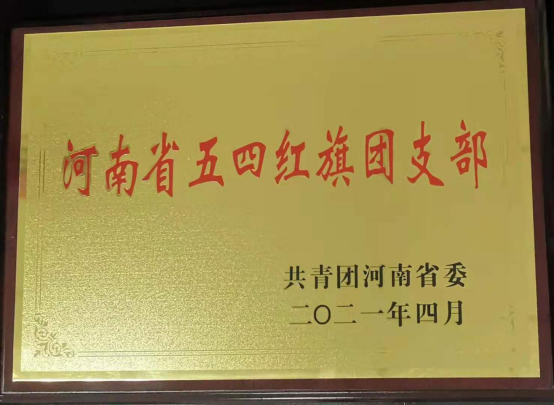 河南省五四红旗团支部
共青团河南省委
二〇二一年四月